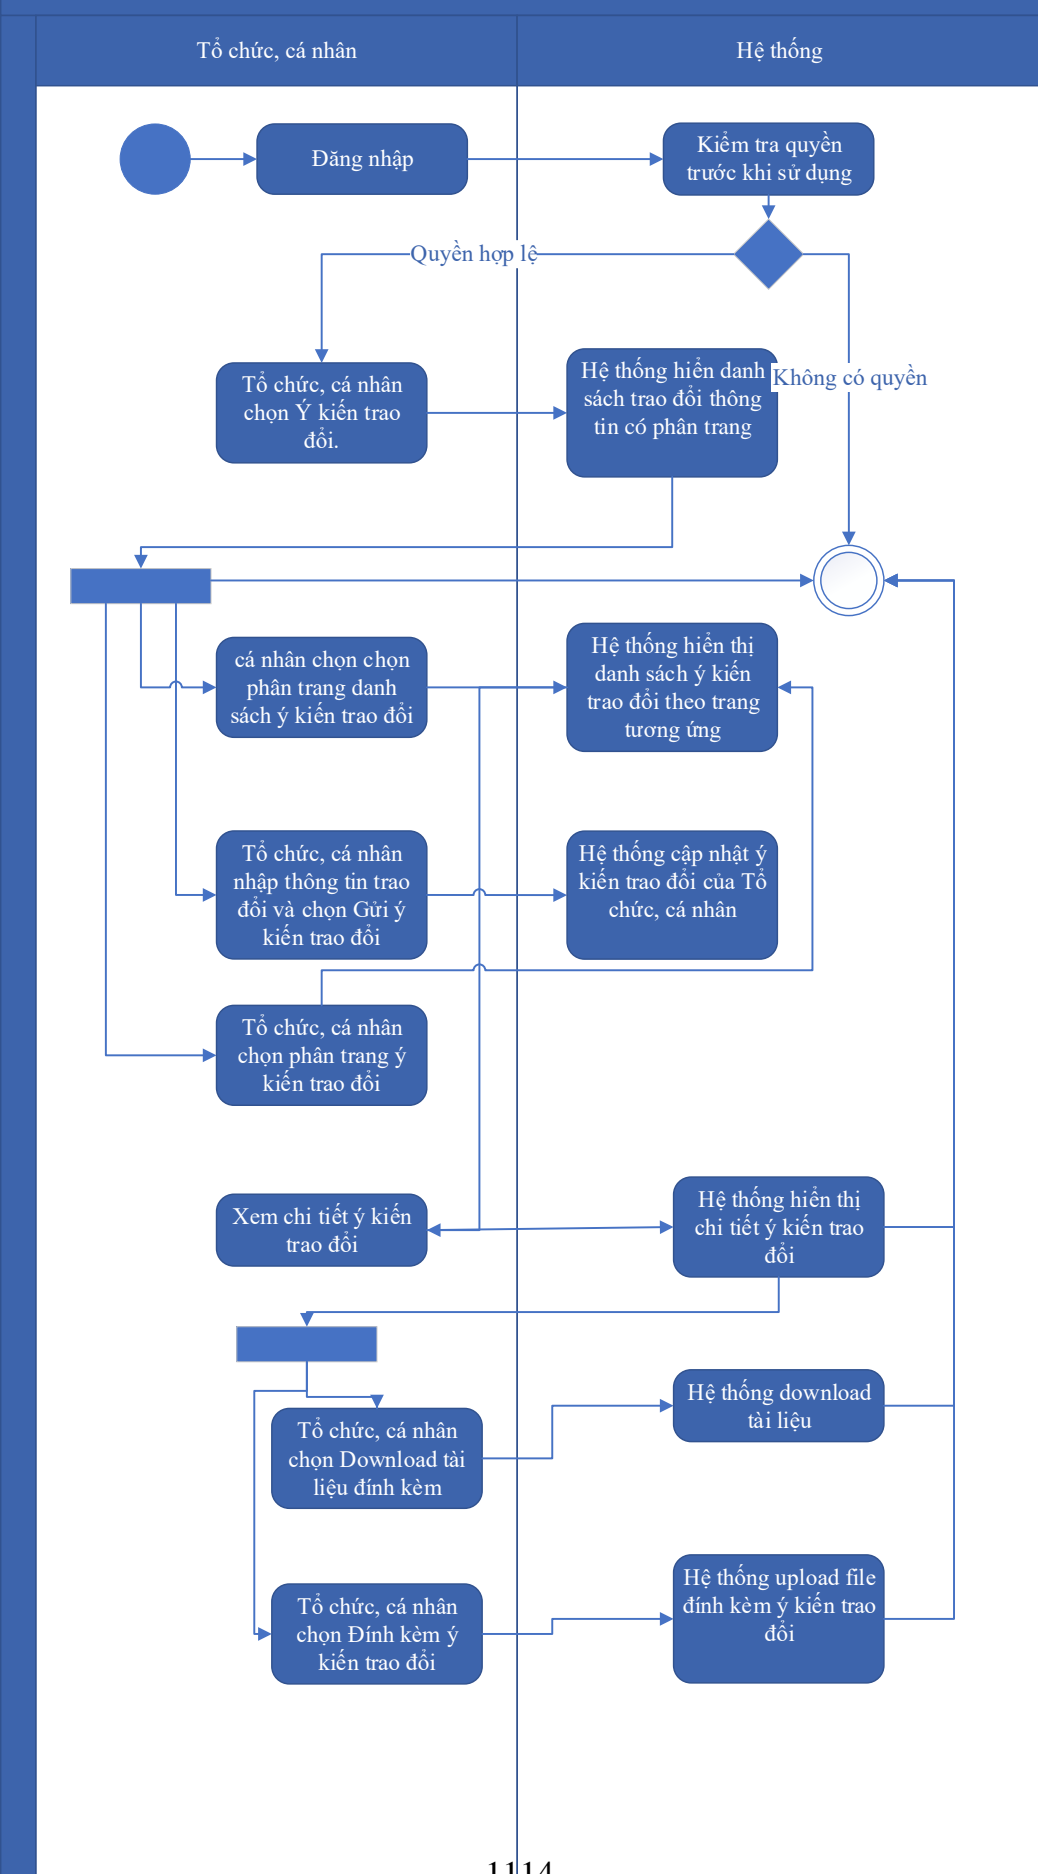 Tổ chức, cá nhân
Hệ thống
Đăng nhập
Kiểm tra quyền
trước khi sử dụng
Quyền hợp lệ
Tổ chức, cá nhân
chọn Ý kiến trao
đổi.
Hệ thống hiển danh
sách trao đổi thông
tin có phân trang
Không có quyền
cá nhân chọn chọn
phân trang danh
sách ý kiến trao đổi
Hệ thống hiển thị
danh sách ý kiến
trao đổi theo trang
tương ứng
Tổ chức, cá nhân
nhập thông tin trao
đổi và chọn Gửi ý
kiến trao đổi
Hệ thống cập nhật ý
kiến trao đổi của Tổ
chức, cá nhân
Tổ chức, cá nhân
chọn phân trang ý
kiến trao đổi
Xem chi tiết ý kiến
trao đổi
Hệ thống hiển thị
chi tiết ý kiến trao
đổi
Hệ thống download
tài liệu
Tổ chức, cá nhân
chọn Download tài
liệu đính kèm
Hệ thống upload file
đính kèm ý kiến trao
đổi
Tổ chức, cá nhân
chọn Đính kèm ý
kiến trao đổi
1114